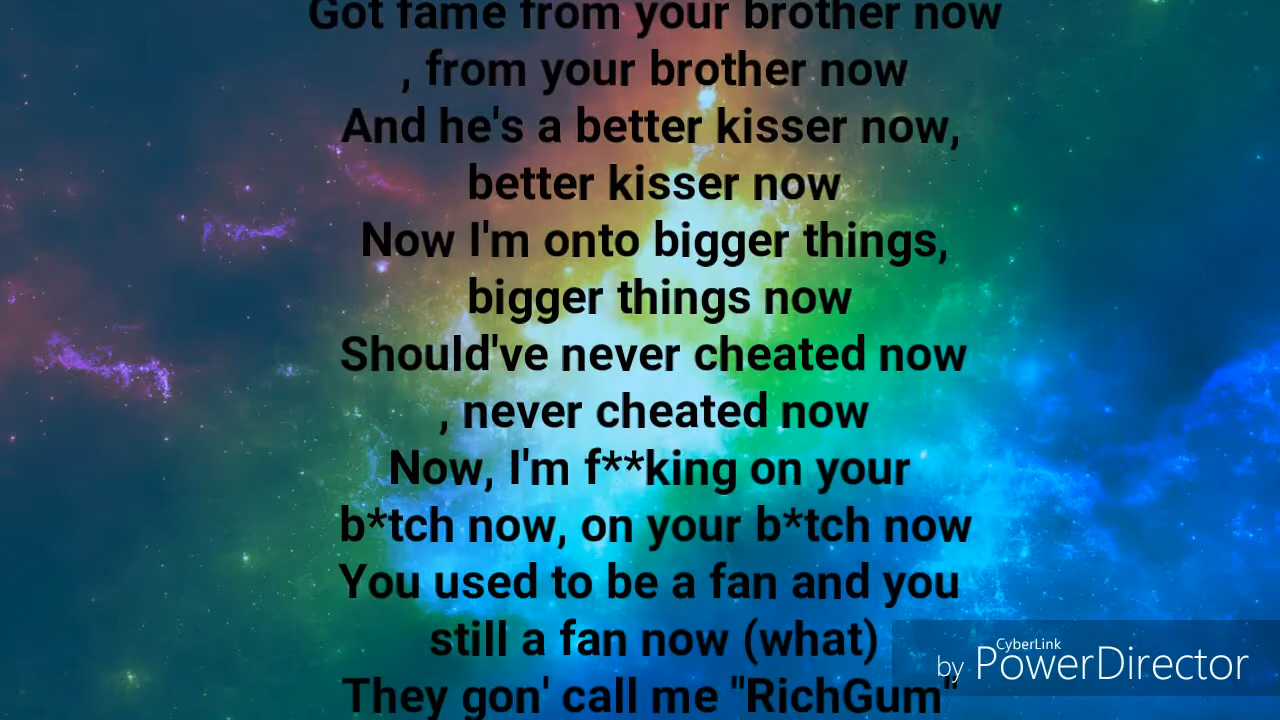 Got fame from your brother now
, from your brother now
And he's a better kisser now,
better kisser now
Now I'm onto bigger things,
bigger things now
Should've never cheated now
, never cheated now
Now, I'm f**king on your
b*tch now, on your b*tch now
You used to be a fan and you
still a fan now (what)
They gon' call me "RichGum"
CyberLink
by PowerDirector